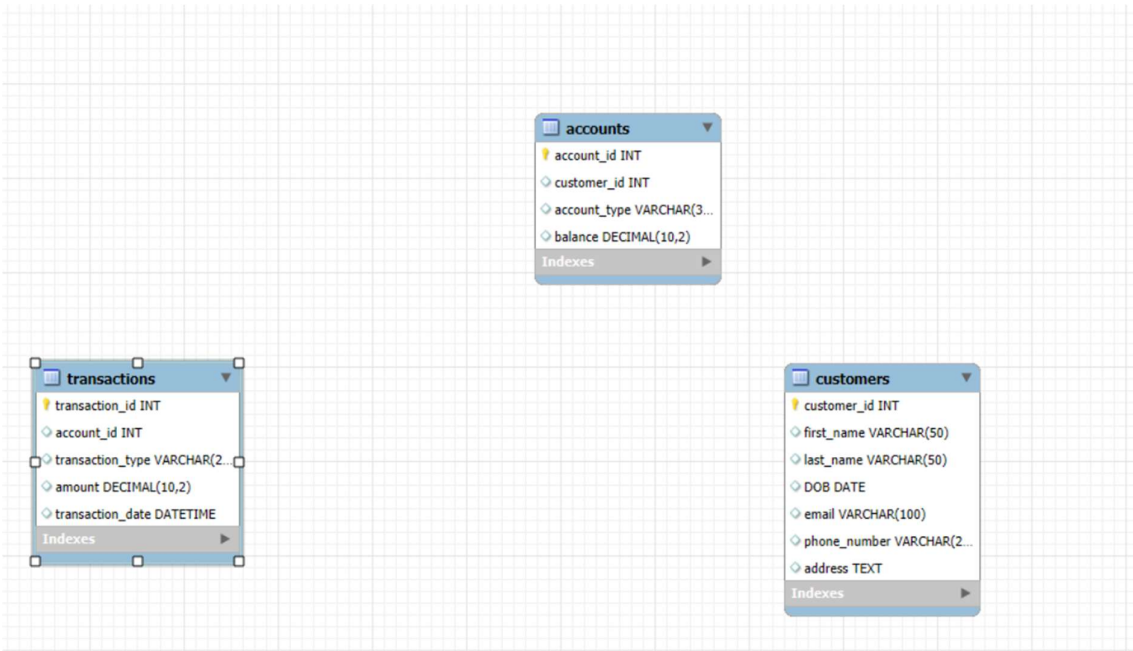 accounts
account_id INT
customer_id INT
account_type VARCHAR(3...
balance DECIMAL(10,2)
Indexes
transactions
transaction_id INT
account_id INT
transaction_type VARCHAR(2...
amount DECIMAL(10,2)
transaction_date DATETIME
Indexes
customers
customer_id INT
first_name VARCHAR(50)
last_name VARCHAR(50)
DOB DATE
email VARCHAR(100)
phone_number VARCHAR(2...
address TEXT
Indexes